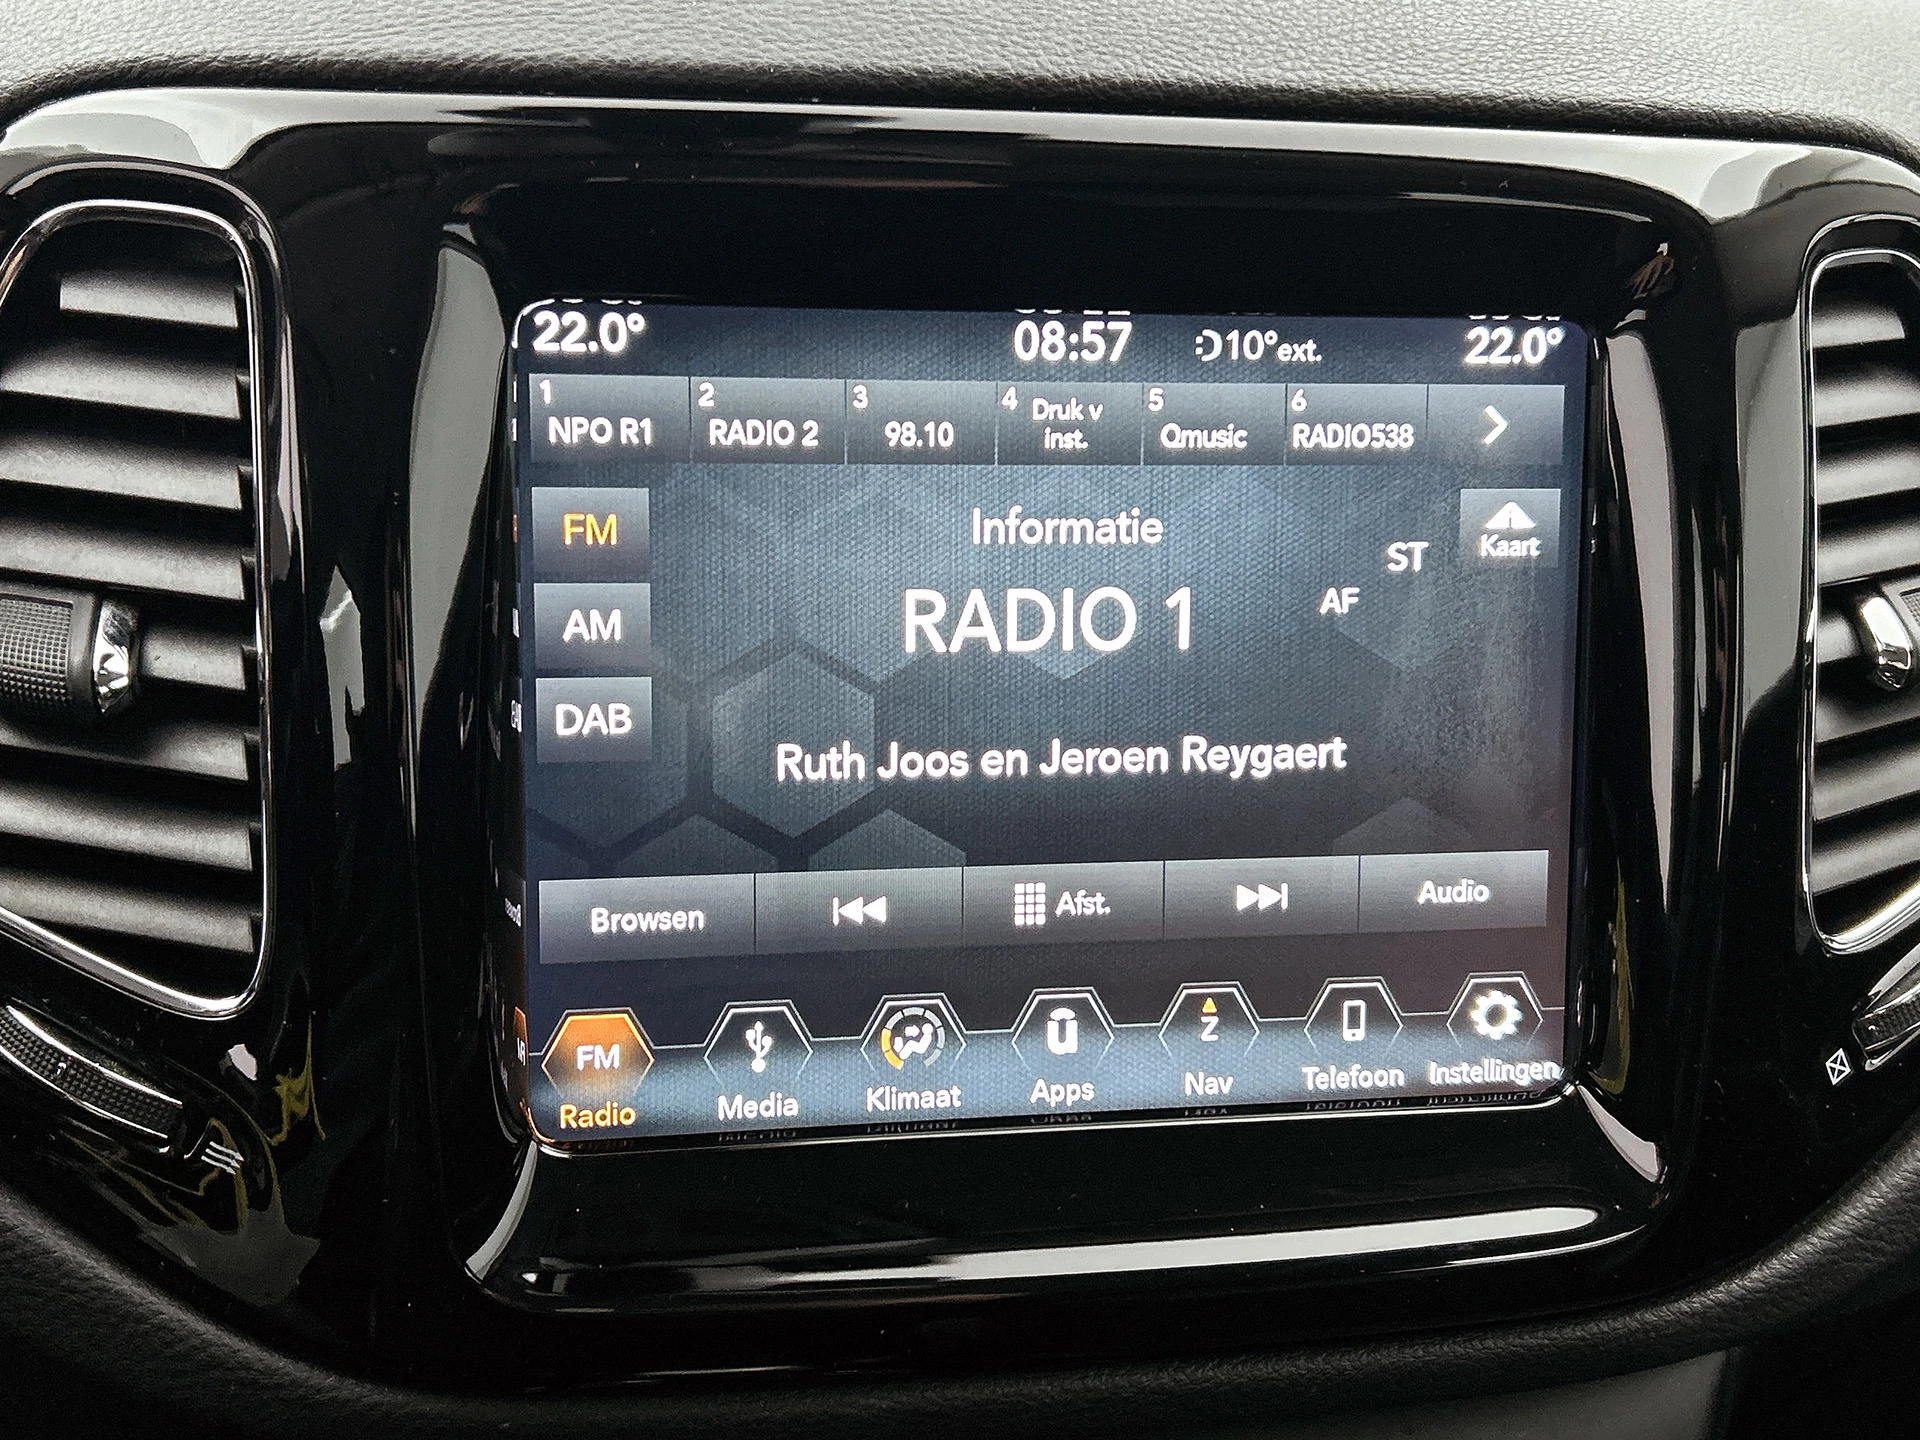 22.0° 08:57 10°ext. 22.0°
1 2 3 4 5 6
NPO R1 RADIO 2 98.10 Druk v Qmusic RADIO538
inst.
FM Informatie Kaart
ST
AM RADIO 1 AF
DAB
Ruth Joos en Jeroen Reygaert
Browsen Afst. Audio
FM Z
Radio Media Klimaat Apps Nav Telefoon Instellingen